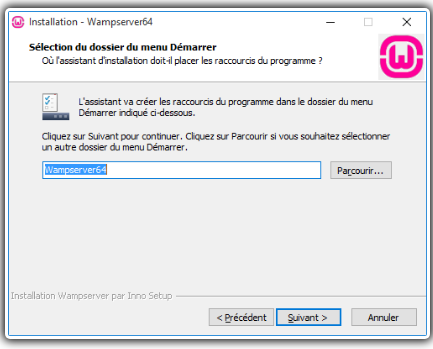 Installation - Wampserver64
Sélection du dossier du menu Démarrer
Où l'assistant d'installation doit-il placer les raccourcis du programme ?
L'assistant va créer les raccourcis du programme dans le dossier du menu
Démarrer indiqué ci-dessous.
Cliquez sur Suivant pour continuer. Cliquez sur Parcourir si vous souhaitez sélectionner
un autre dossier du menu Démarrer.
Wampserver64
Parcourir...
Installation Wampserver par Inno Setup
< Précédent
Suivant >
Annuler